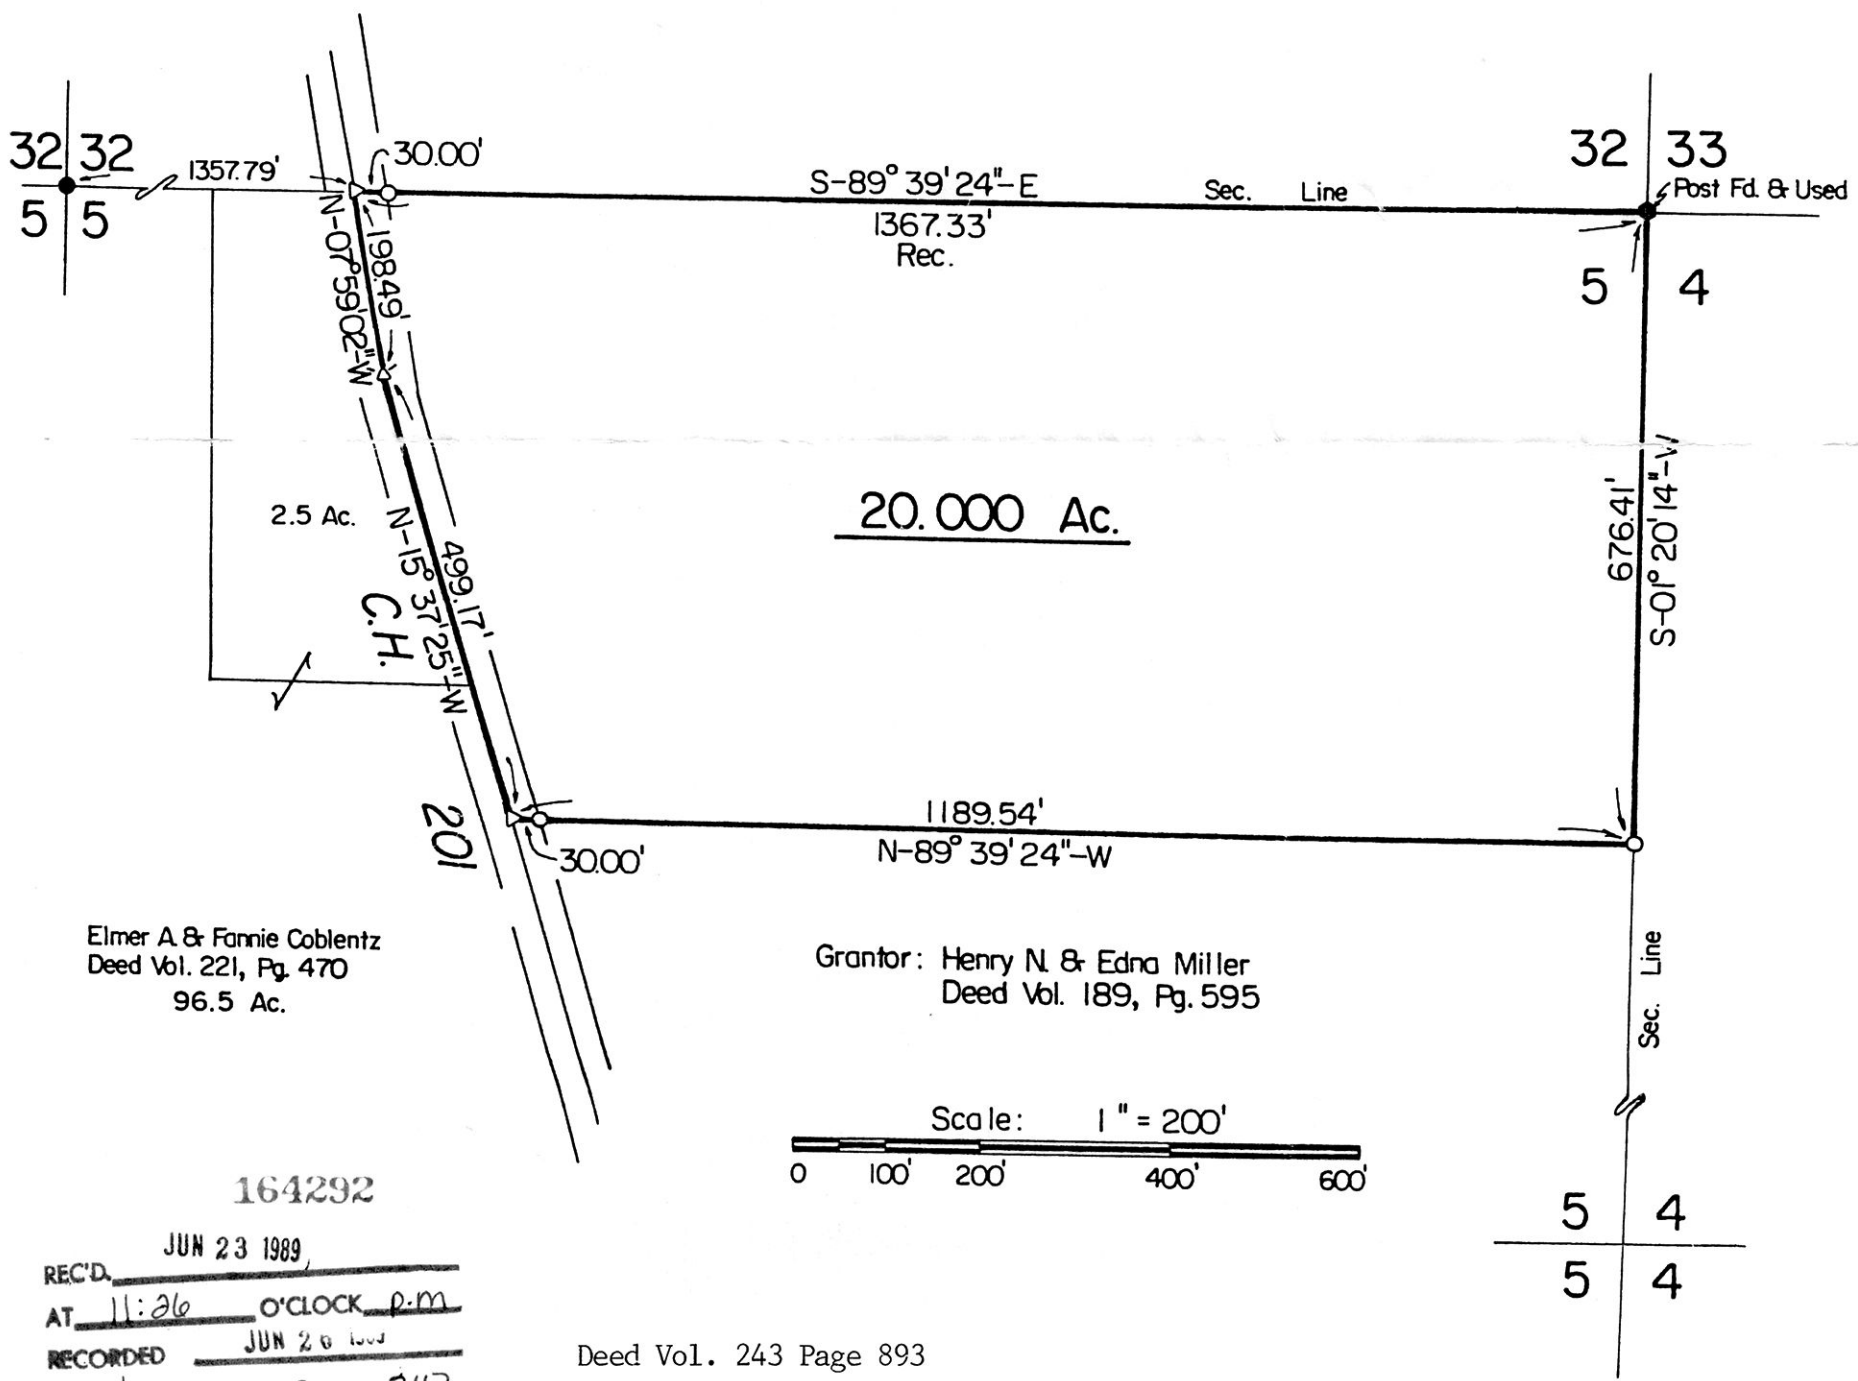 32 32
5 5
1357.79'
30.00'
S-89° 39' 24"-E
Sec. Line
1367.33'
Rec.
32 33
Post Fd. & Used
5 4
N-07° 59' 02"-W
198.49'
2.5 Ac.
20.000 Ac.
676.41'
S-01° 20' 14"-W
N-15° 37' 25"-W
499.17'
C.H.
201
30.00'
1189.54'
N-89° 39' 24"-W
Elmer A. & Fannie Coblentz
Deed Vol. 221, Pg. 470
96.5 Ac.
Grantor: Henry N. & Edna Miller
Deed Vol. 189, Pg. 595
Sec. Line
Scale: 1" = 200'
0 100' 200' 400' 600'
5 4
5 4
164292
JUN 23 1989
REC'D.
AT 11:26 O'CLOCK P.M
RECORDED JUN 26
Deed Vol. 243 Page 893